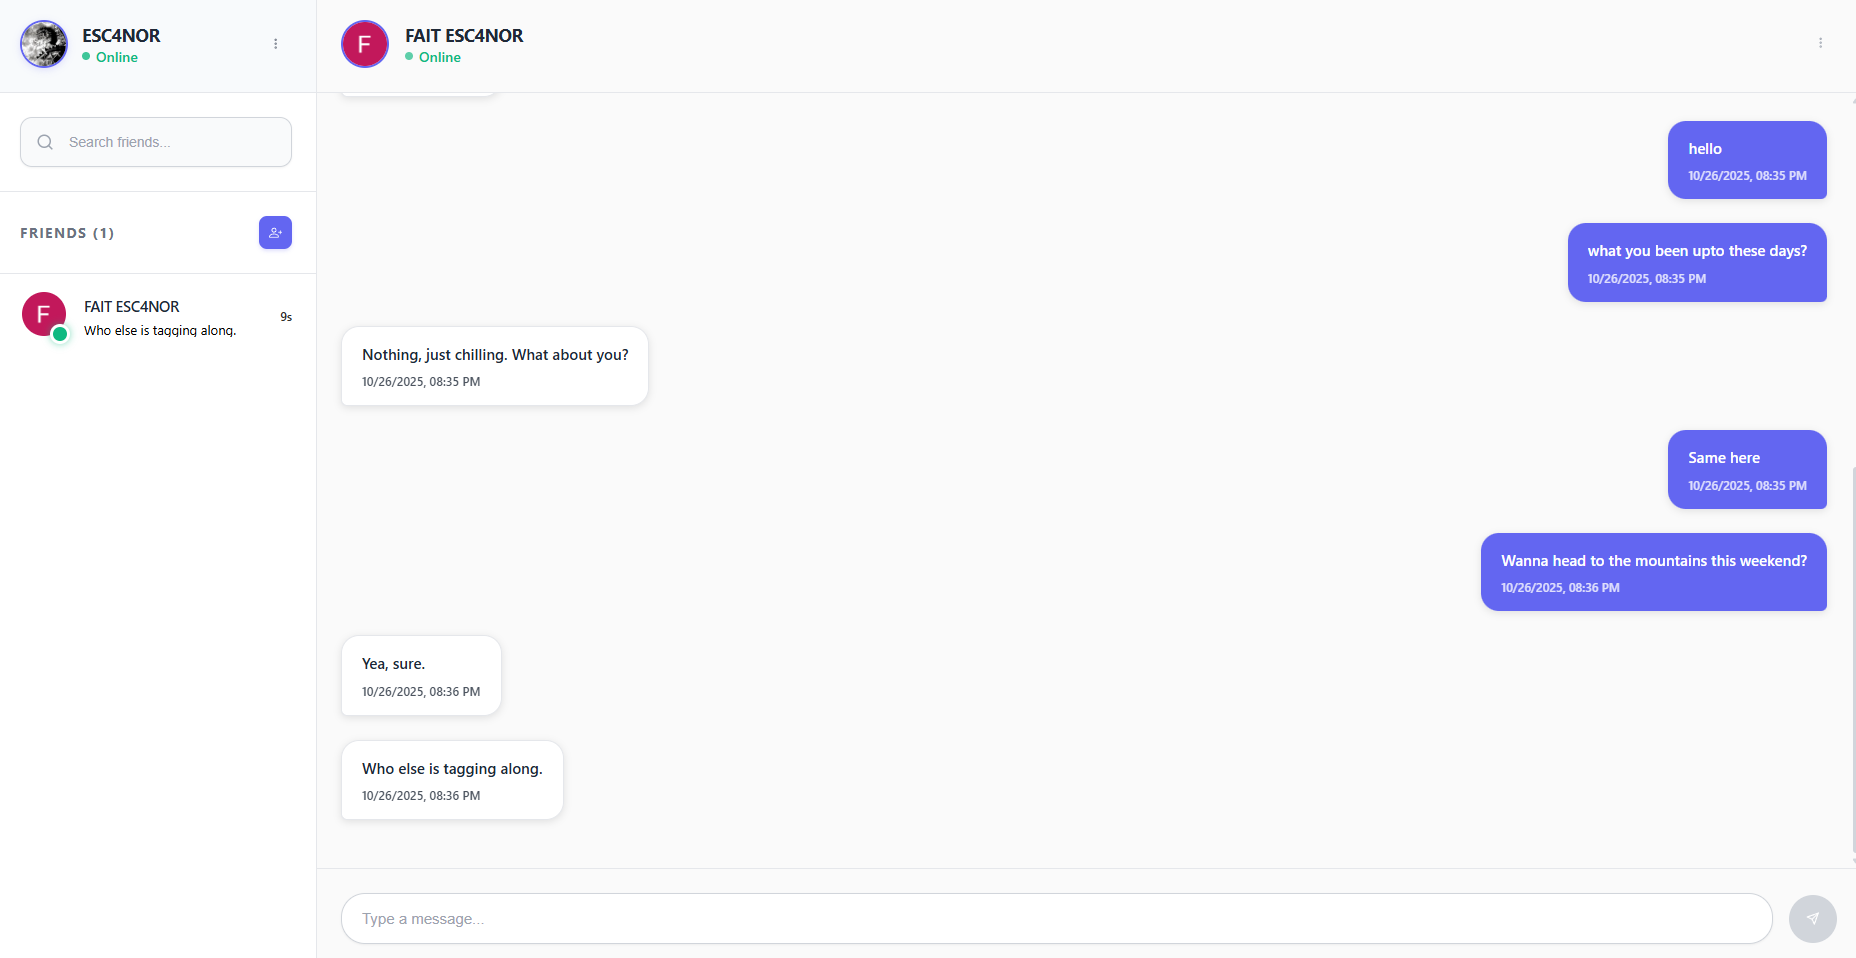 ESC4NOR
Online
Search friends...
FRIENDS (1)
F
FAIT ESC4NOR
Who else is tagging along.
9s
F
FAIT ESC4NOR
Online
hello
10/26/2025, 08:35 PM
what you been upto these days?
10/26/2025, 08:35 PM
Nothing, just chilling. What about you?
10/26/2025, 08:35 PM
Same here
10/26/2025, 08:35 PM
Wanna head to the mountains this weekend?
10/26/2025, 08:36 PM
Yea, sure.
10/26/2025, 08:36 PM
Who else is tagging along.
10/26/2025, 08:36 PM
Type a message...